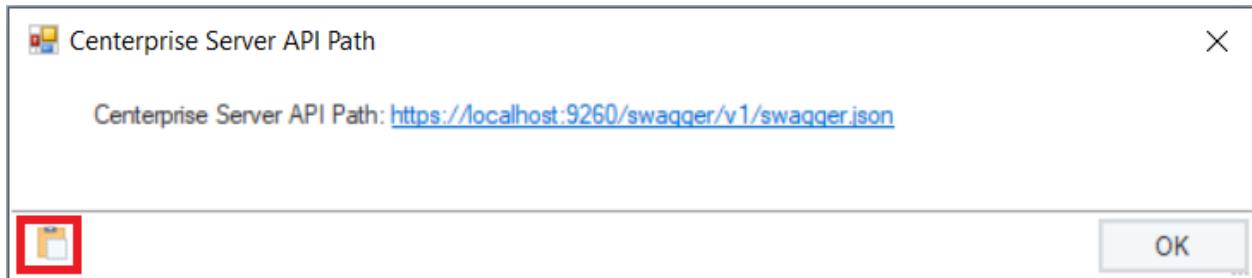 Centerprise Server API Path
Centerprise Server API Path: https://localhost:9260/swagger/v1/swagger.json
OK